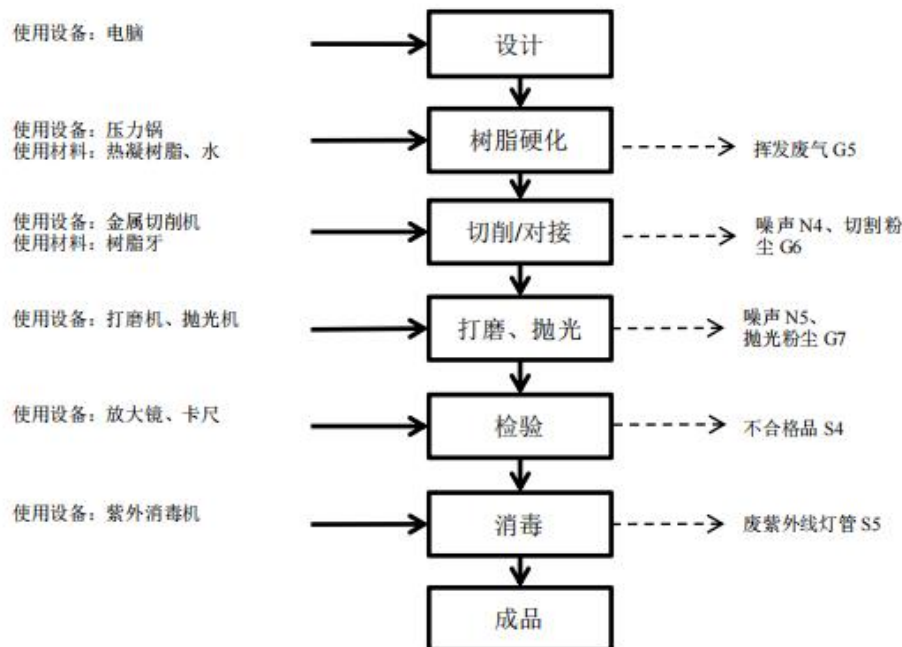 使用设备：电脑
设计
使用设备：压力锅
使用材料：热凝树脂、水
树脂硬化
挥发废气 G5
使用设备：金属切削机
使用材料：树脂牙
切削/对接
噪声 N4、切割粉
尘 G6
使用设备：打磨机、抛光机
打磨、抛光
噪声 N5、
抛光粉尘 G7
使用设备：放大镜、卡尺
检验
不合格品 S4
使用设备：紫外消毒机
消毒
废紫外线灯管 S5
成品